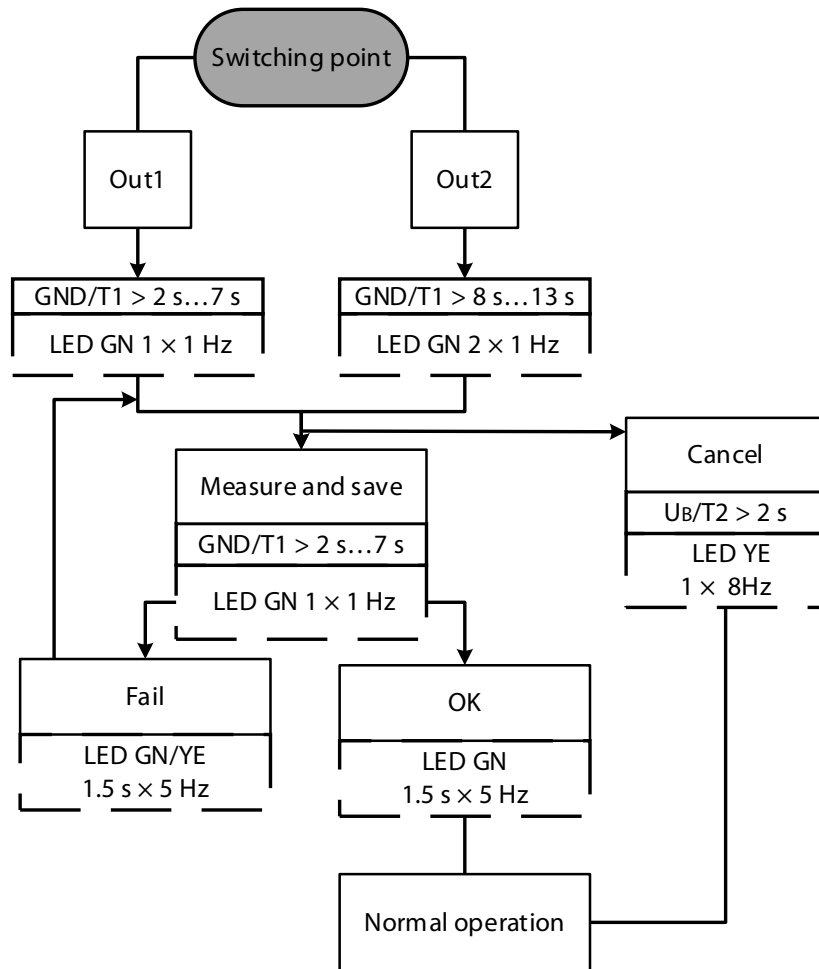 Switching point
Out1
Out2
GND/T1 > 2 s…7 s
LED GN 1 × 1 Hz
GND/T1 > 8 s…13 s
LED GN 2 × 1 Hz
Measure and save
GND/T1 > 2 s…7 s
LED GN 1 × 1 Hz
Cancel
UB/T2 > 2 s
LED YE
1 × 8Hz
Fail
LED GN/YE
1.5 s × 5 Hz
OK
LED GN
1.5 s × 5 Hz
Normal operation